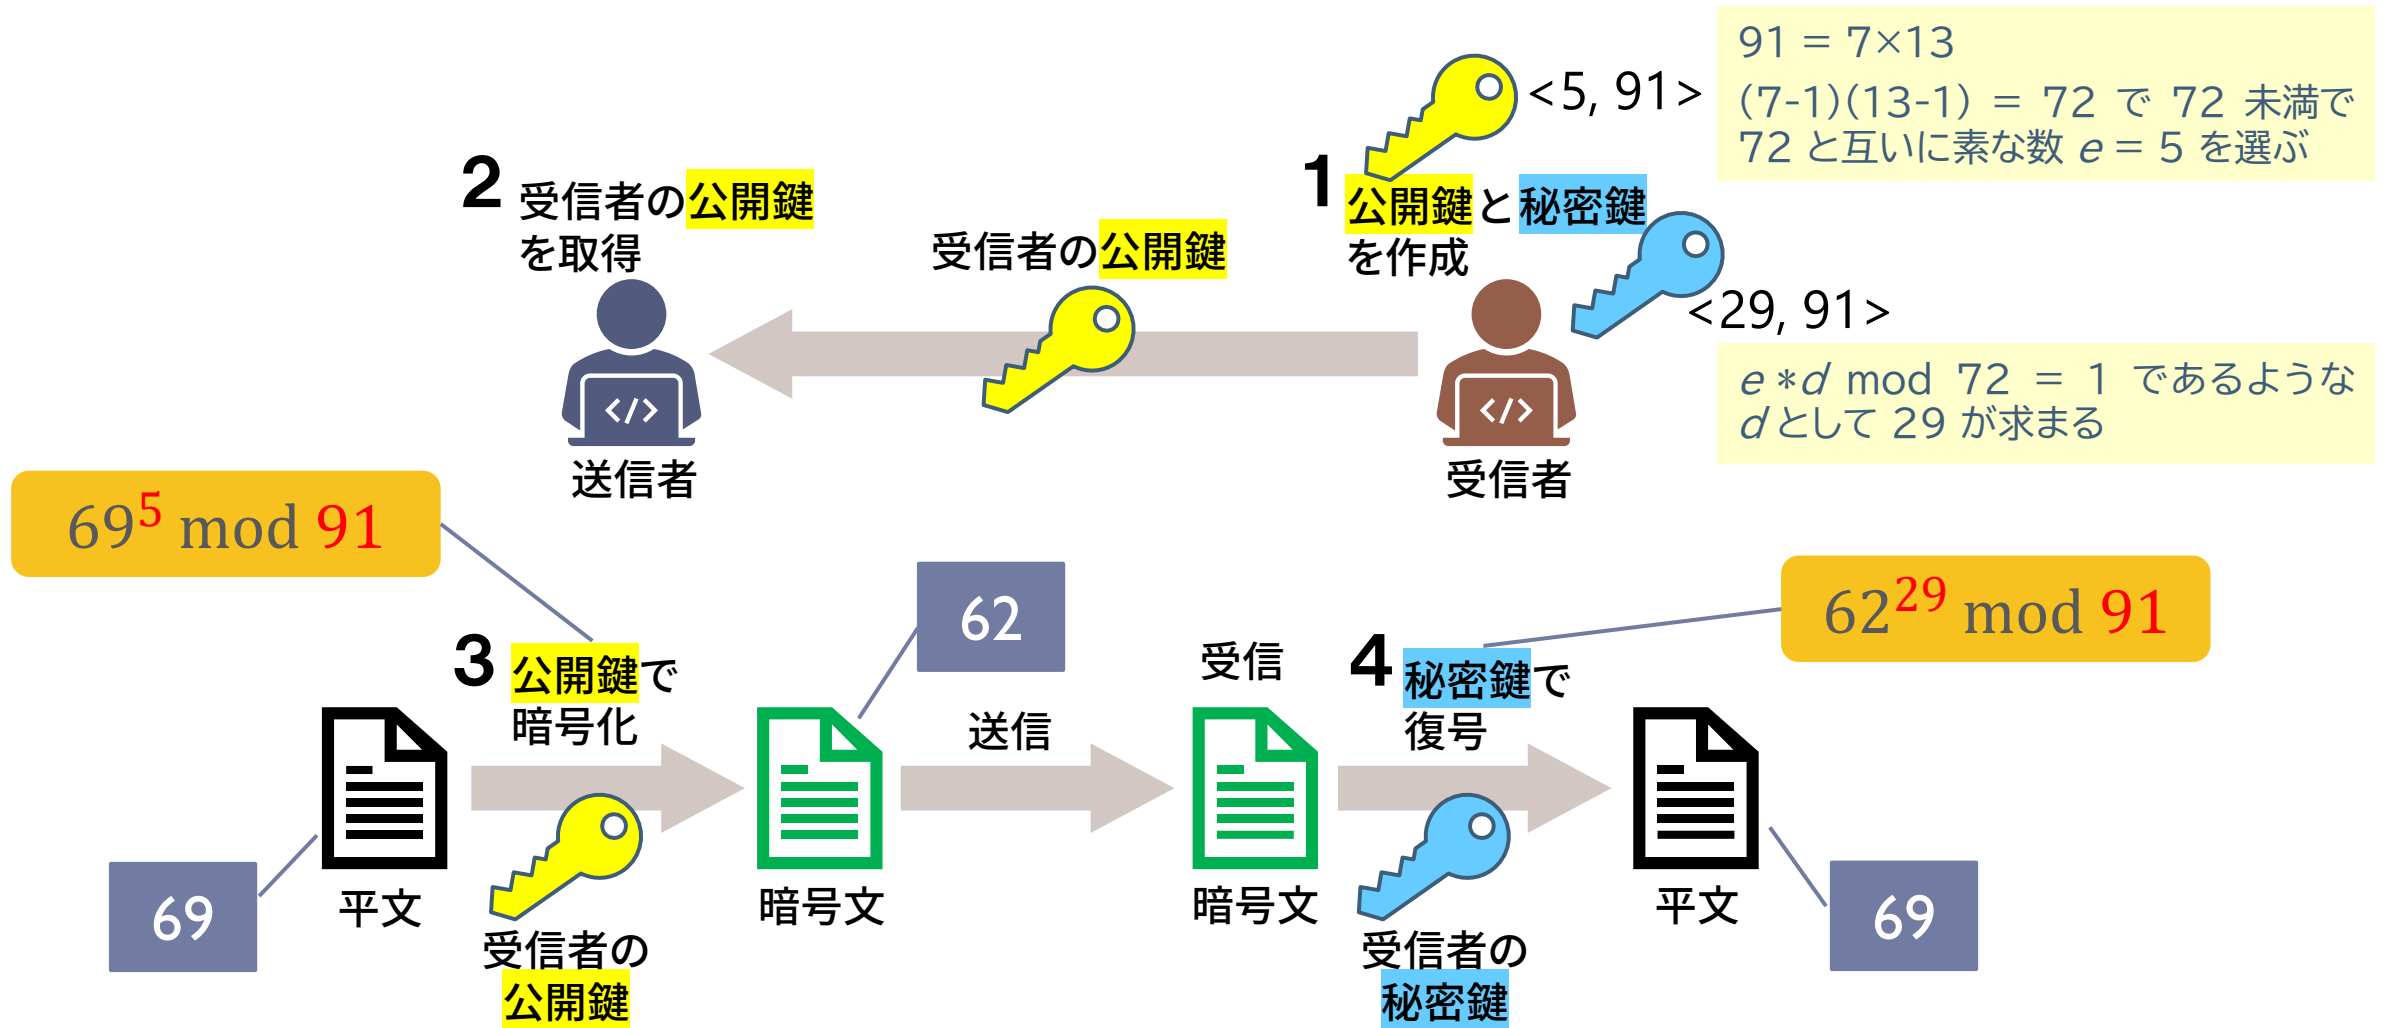 91 = 7×13
(7-1)(13-1) = 72 で 72 未満で
72 と互いに素な数 e = 5 を選ぶ
<5, 91>
1 公開鍵と秘密鍵
を作成
2 受信者の公開鍵
を取得
受信者の公開鍵
<29, 91>
e *d mod 72 = 1 であるような
d として 29 が求まる
</>
</>
送信者
受信者
69^5 mod 91
62^29 mod 91
62
3 公開鍵で
暗号化
送信
受信
4 秘密鍵で
復号
69
平文
暗号文
暗号文
平文
69
受信者の
公開鍵
受信者の
秘密鍵